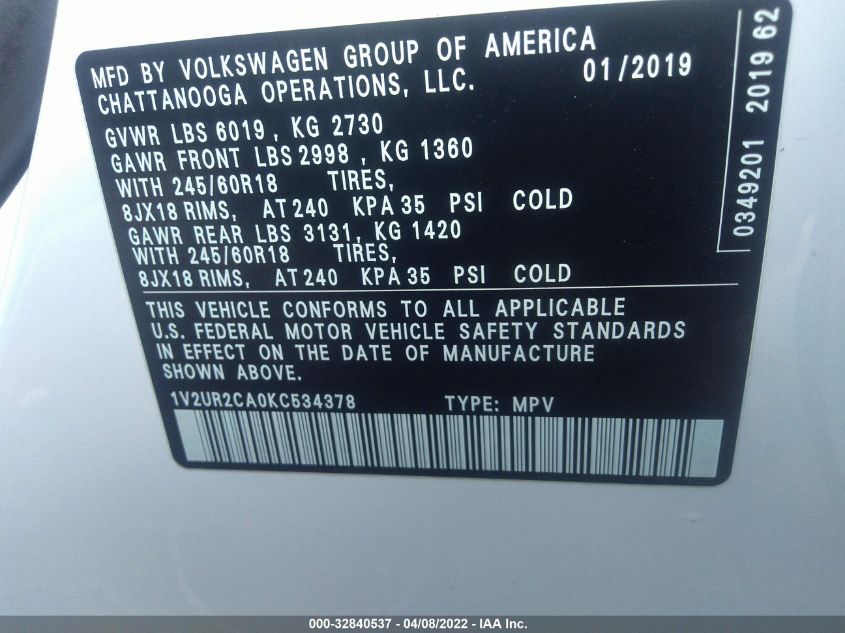 MFD BY VOLKSWAGEN GROUP OF AMERICA
CHATTANOOGA OPERATIONS, LLC. 01/2019
GVWR LBS 6019, KG 2730
GAWR FRONT LBS 2998, KG 1360
WITH 245/60R18 TIRES,
8JX18 RIMS, AT 240 KPA 35 PSI COLD
GAWR REAR LBS 3131, KG 1420
WITH 245/60R18 TIRES,
8JX18 RIMS, AT 240 KPA 35 PSI COLD
THIS VEHICLE CONFORMS TO ALL APPLICABLE
U.S. FEDERAL MOTOR VEHICLE SAFETY STANDARDS
IN EFFECT ON THE DATE OF MANUFACTURE
SHOWN ABOVE.
1V2UR2CA0KC534378 TYPE: MPV
0349201 2019 62
000-32840537 - 04/08/2022 - IAA Inc.